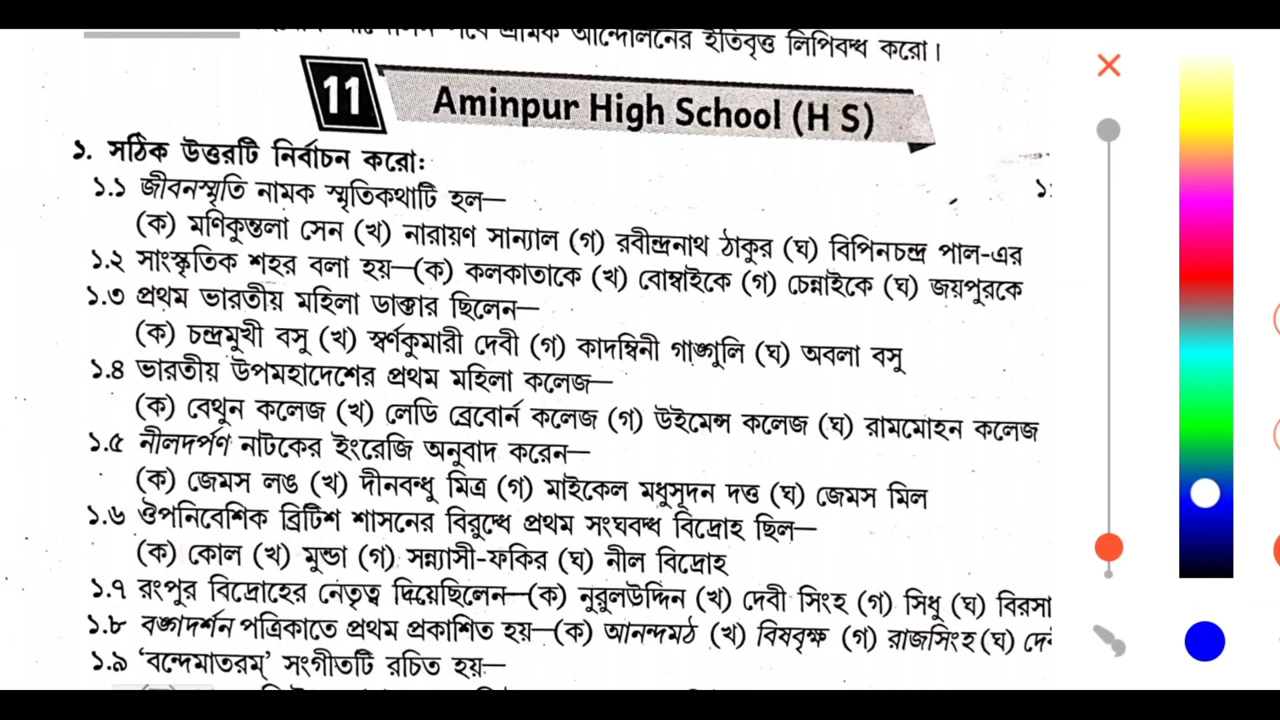 শ্রমিক আন্দোলনের ইতিবৃত্ত লিপিবদ্ধ করো।
11 Aminpur High School (H S)
১. সঠিক উত্তরটি নির্বাচন করো:
১.১ জীবনস্মৃতি নামক স্মৃতিকথাটি হল—
(ক) মণিকুন্তলা সেন (খ) নারায়ণ সান্যাল (গ) রবীন্দ্রনাথ ঠাকুর (ঘ) বিপিনচন্দ্র পাল-এর
১.২ সাংস্কৃতিক শহর বলা হয়—(ক) কলকাতাকে (খ) বোম্বাইকে (গ) চেন্নাইকে (ঘ) জয়পুরকে
১.৩ প্রথম ভারতীয় মহিলা ডাক্তার ছিলেন—
(ক) চন্দ্রমুখী বসু (খ) স্বর্ণকুমারী দেবী (গ) কাদম্বিনী গাঙ্গুলি (ঘ) অবলা বসু
১.৪ ভারতীয় উপমহাদেশের প্রথম মহিলা কলেজ—
(ক) বেথুন কলেজ (খ) লেডি ব্রেবোর্ন কলেজ (গ) উইমেন্স কলেজ (ঘ) রামমোহন কলেজ
১.৫ নীলদর্পণ নাটকের ইংরেজি অনুবাদ করেন—
(ক) জেমস লঙ (খ) দীনবন্ধু মিত্র (গ) মাইকেল মধুসূদন দত্ত (ঘ) জেমস মিল
১.৬ ঔপনিবেশিক ব্রিটিশ শাসনের বিরুদ্ধে প্রথম সংঘবদ্ধ বিদ্রোহ ছিল—
(ক) কোল (খ) মুন্ডা (গ) সন্ন্যাসী-ফকির (ঘ) নীল বিদ্রোহ
১.৭ রংপুর বিদ্রোহের নেতৃত্ব দিয়েছিলেন—(ক) নুরুলউদ্দিন (খ) দেবী সিংহ (গ) সিধু (ঘ) বিরসা
১.৮ বঙ্গদর্শন পত্রিকাতে প্রথম প্রকাশিত হয়—(ক) আনন্দমঠ (খ) বিষবৃক্ষ (গ) রাজসিংহ (ঘ)
১.৯ ‘বন্দেমাতরম্’ সংগীতটি রচিত হয়—